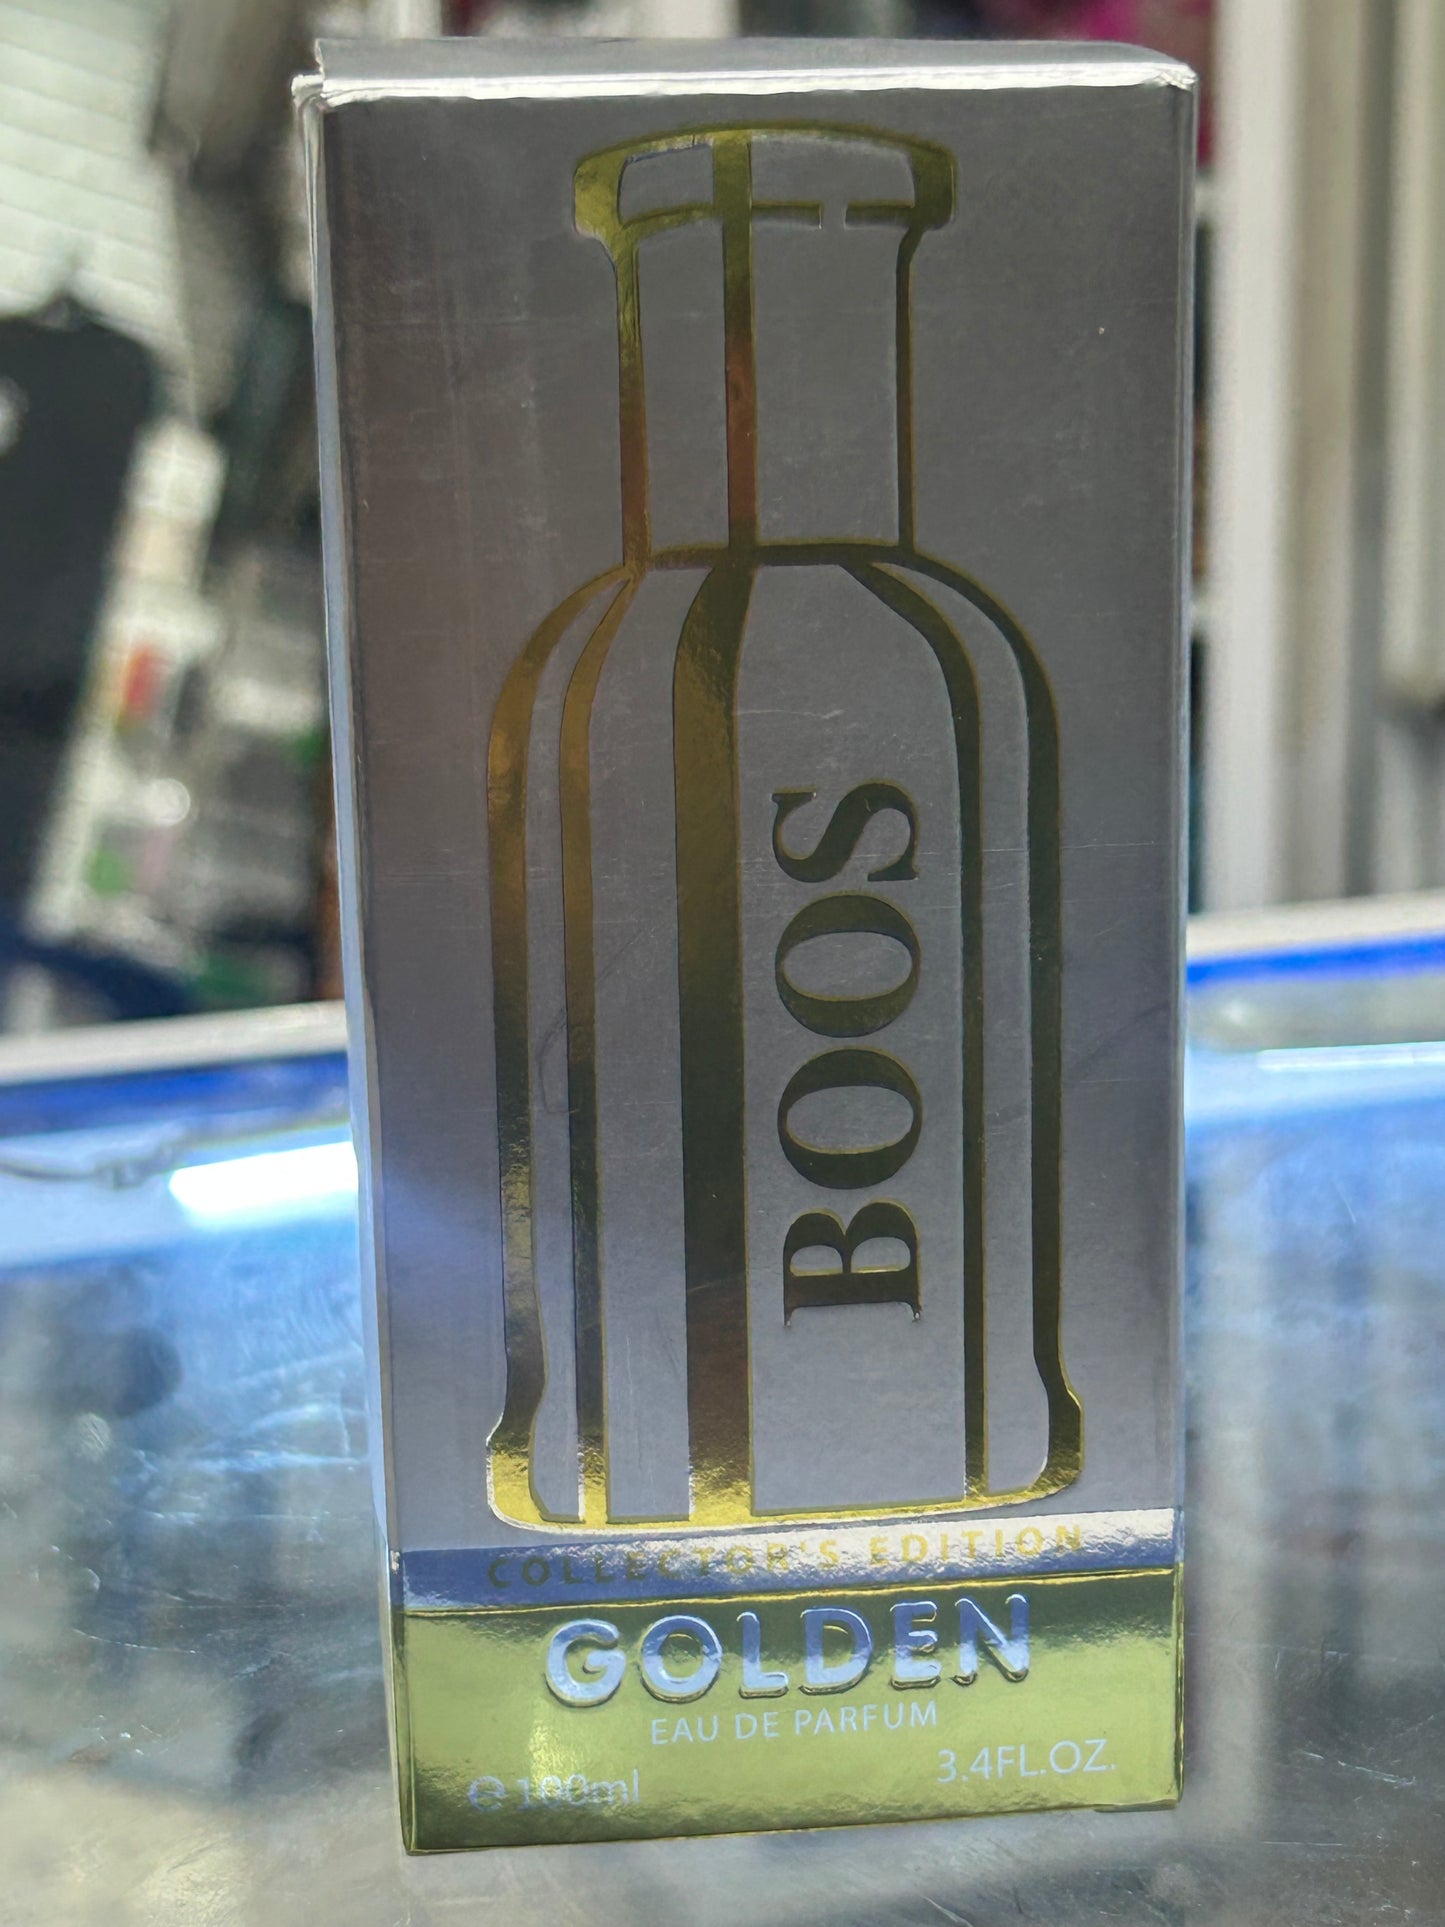 BOOS
COLLECTOR'S EDITION
GOLDEN
EAU DE PARFUM
3.4FL.OZ.
℮ 100ml